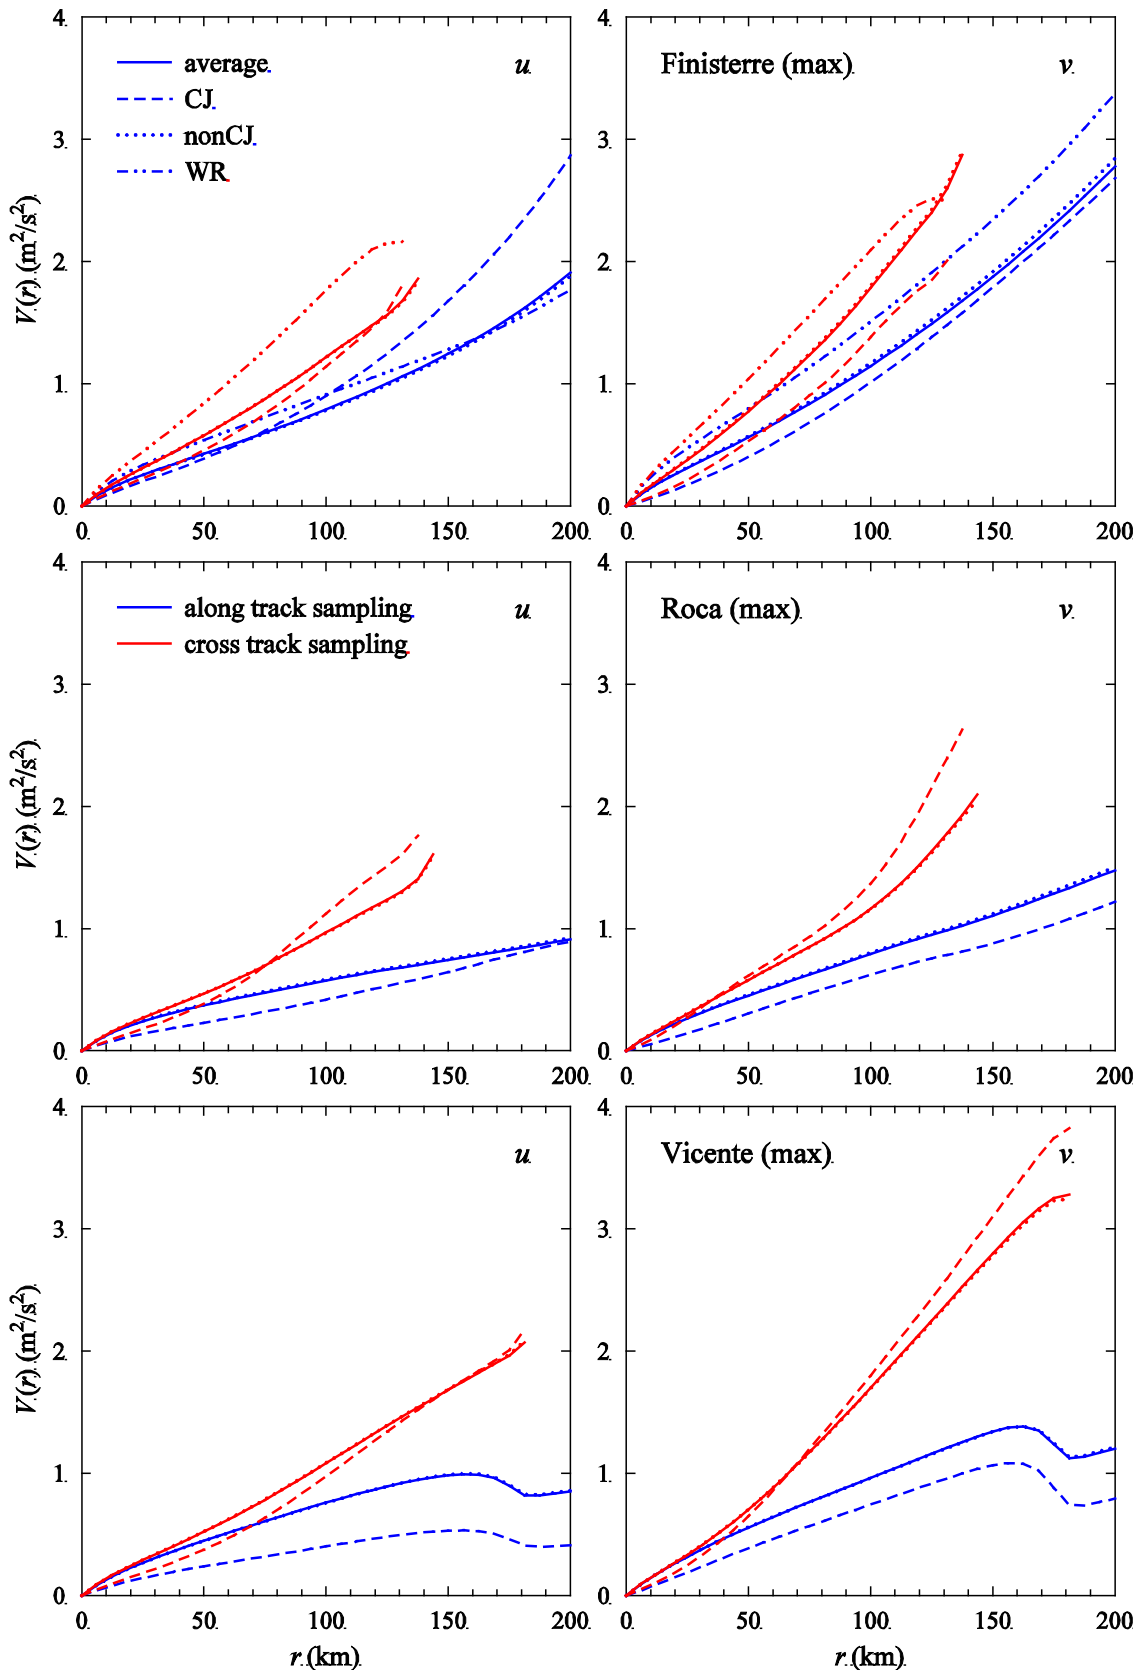 4.
3.
2.
1.
0.
V.(r). (m²/s²).
average.
CJ.
nonCJ.
WR.
u.
0. 50. 100. 150. 200.
4.
3.
2.
1.
0.
Finisterre (max).
v.
0. 50. 100. 150. 200
4.
3.
2.
1.
0.
V.(r). (m²/s²).
along track sampling.
cross track sampling.
u.
0. 50. 100. 150. 200.
4.
3.
2.
1.
0.
Roca (max).
v.
0. 50. 100. 150. 200
4.
3.
2.
1.
0.
V.(r). (m²/s²).
u.
0. 50. 100. 150. 200.
r..(km).
4.
3.
2.
1.
0.
Vicente (max).
v.
0. 50. 100. 150. 200
r..(km).